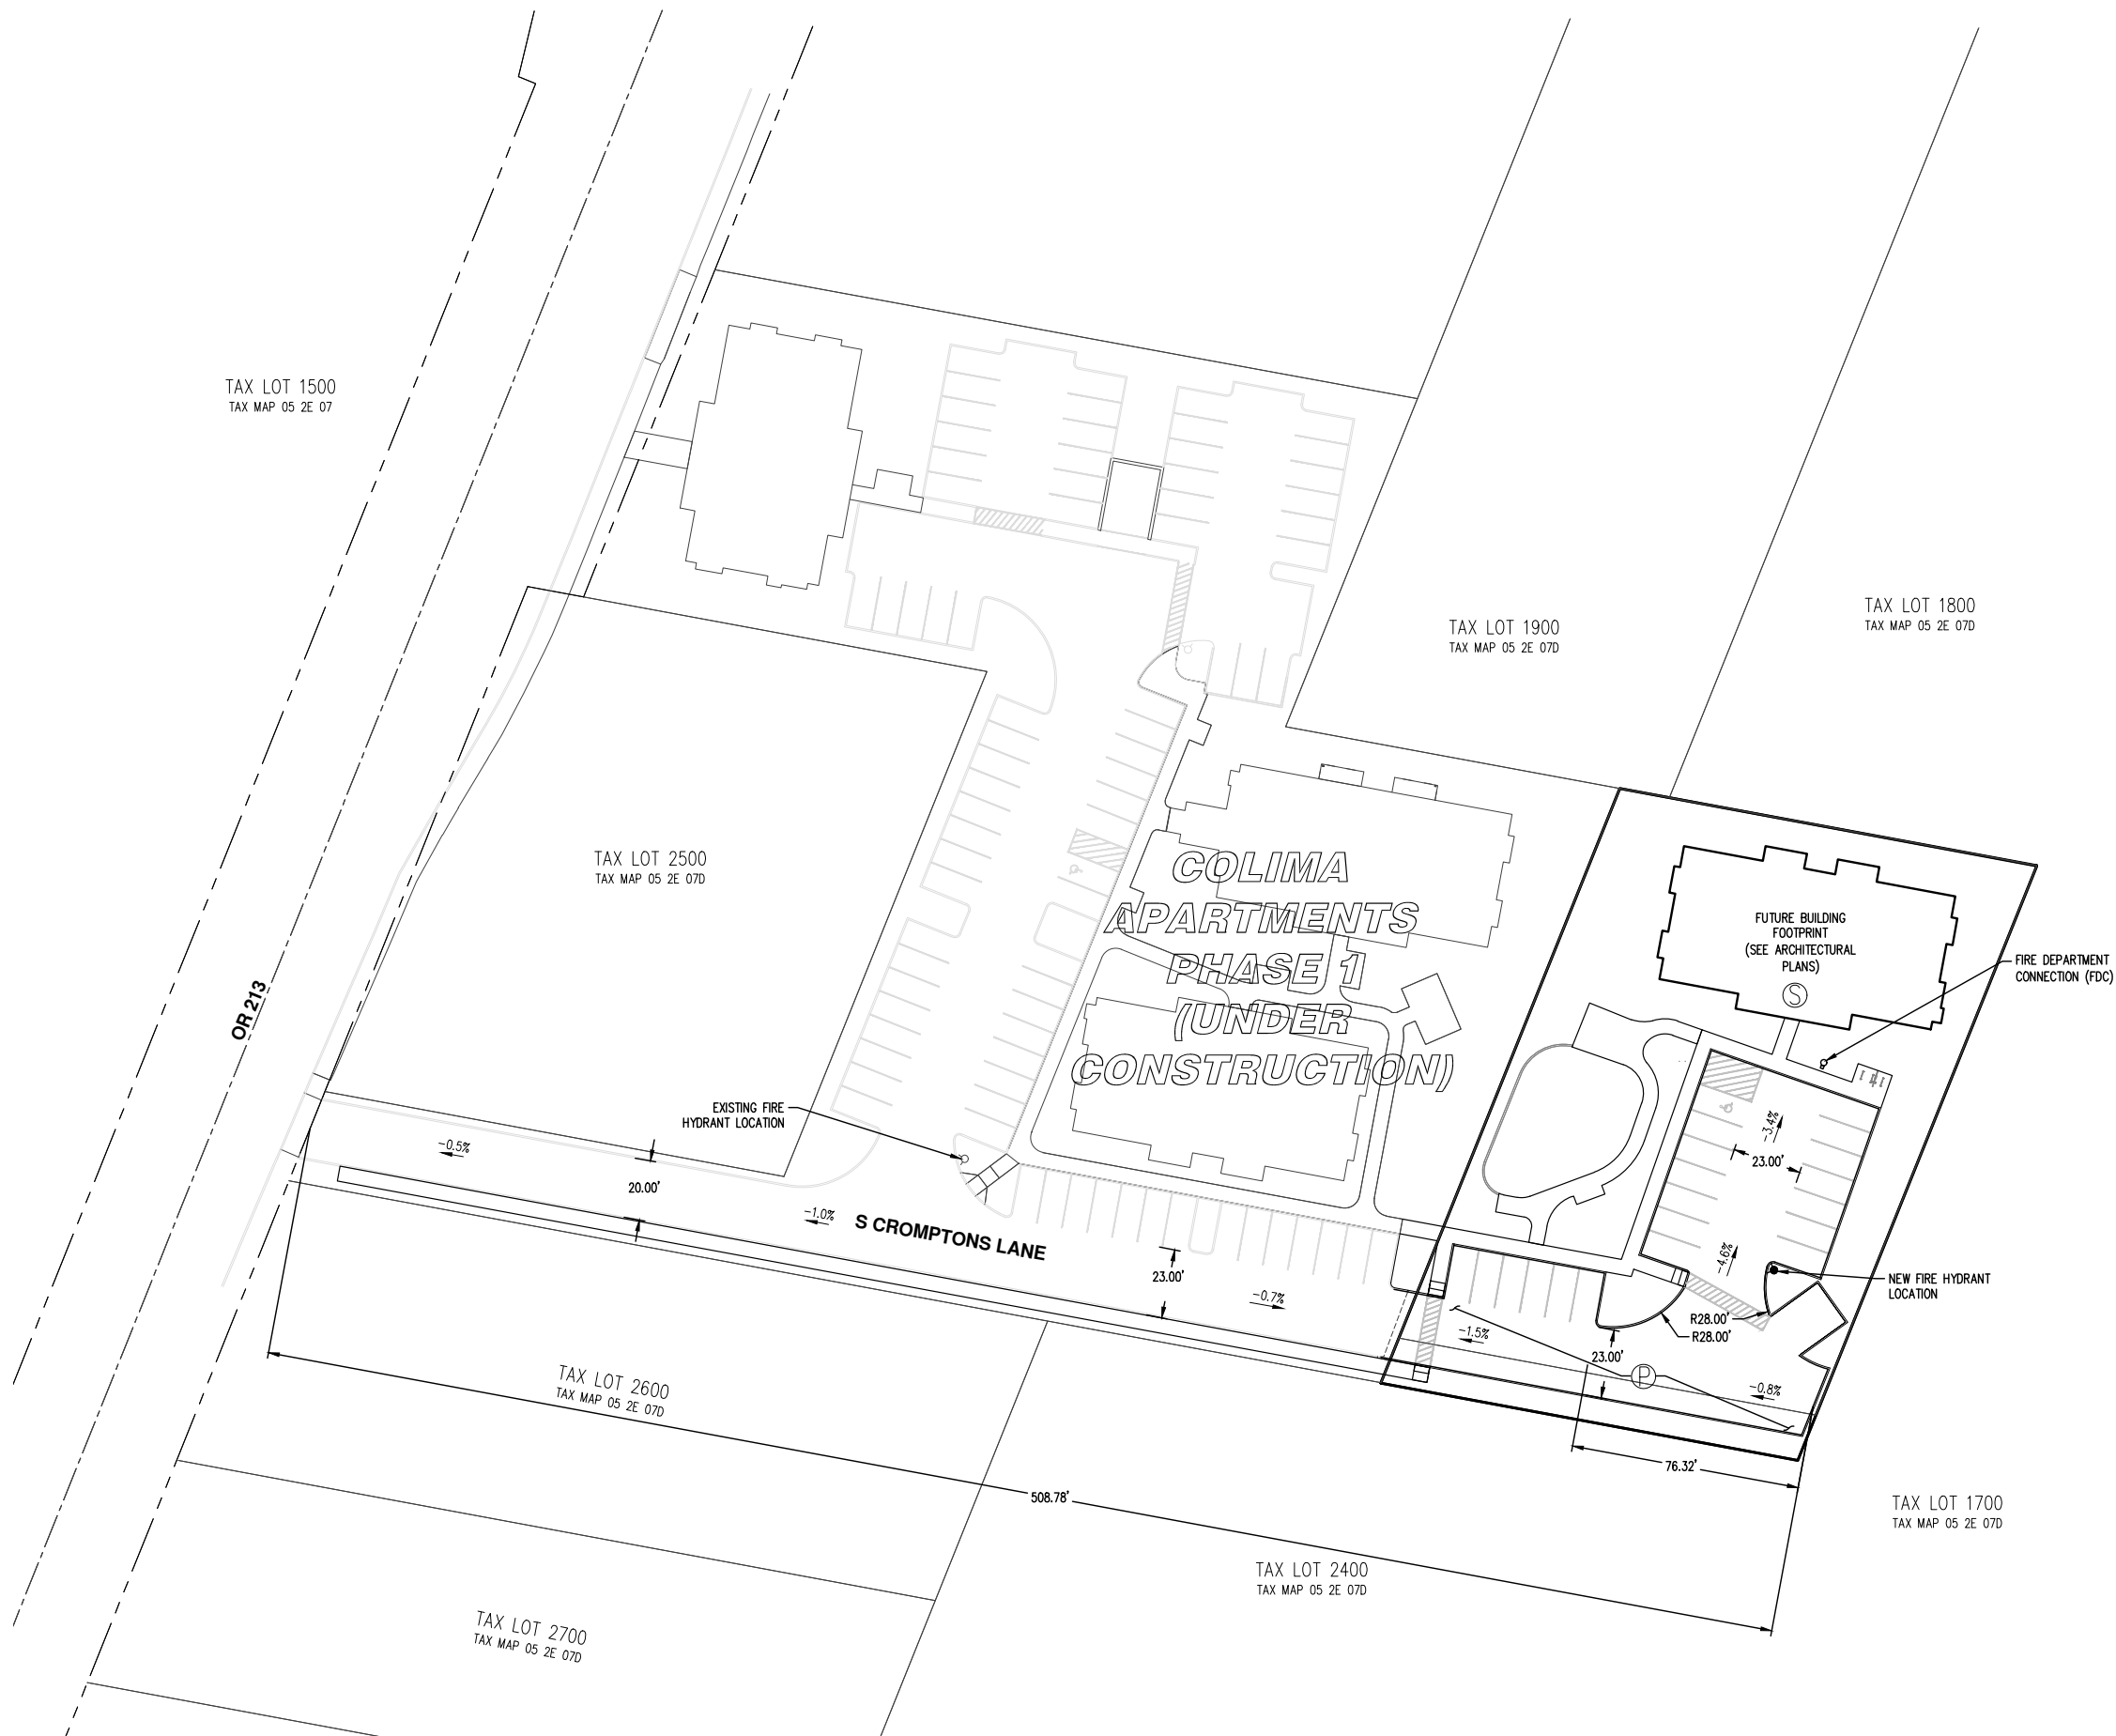 TAX LOT 1500
TAX MAP 05 2E 07
TAX LOT 1900
TAX MAP 05 2E 07D
TAX LOT 1800
TAX MAP 05 2E 07D
TAX LOT 2500
TAX MAP 05 2E 07D
COLIMA
APARTMENTS
PHASE 1
(UNDER
CONSTRUCTION)
FUTURE BUILDING
FOOTPRINT
(SEE ARCHITECTURAL
PLANS)
S
FIRE DEPARTMENT
CONNECTION (FDC)
OR 213
EXISTING FIRE
HYDRANT LOCATION
-0.5%
20.00'
-1.0%
S CROMPTONS LANE
23.00'
-0.7%
-3.4%
23.00'
-4.6%
NEW FIRE HYDRANT
LOCATION
R28.00'
R28.00'
-1.5%
23.00'
P
-0.8%
76.32'
508.78'
TAX LOT 2600
TAX MAP 05 2E 07D
TAX LOT 1700
TAX MAP 05 2E 07D
TAX LOT 2400
TAX MAP 05 2E 07D
TAX LOT 2700
TAX MAP 05 2E 07D